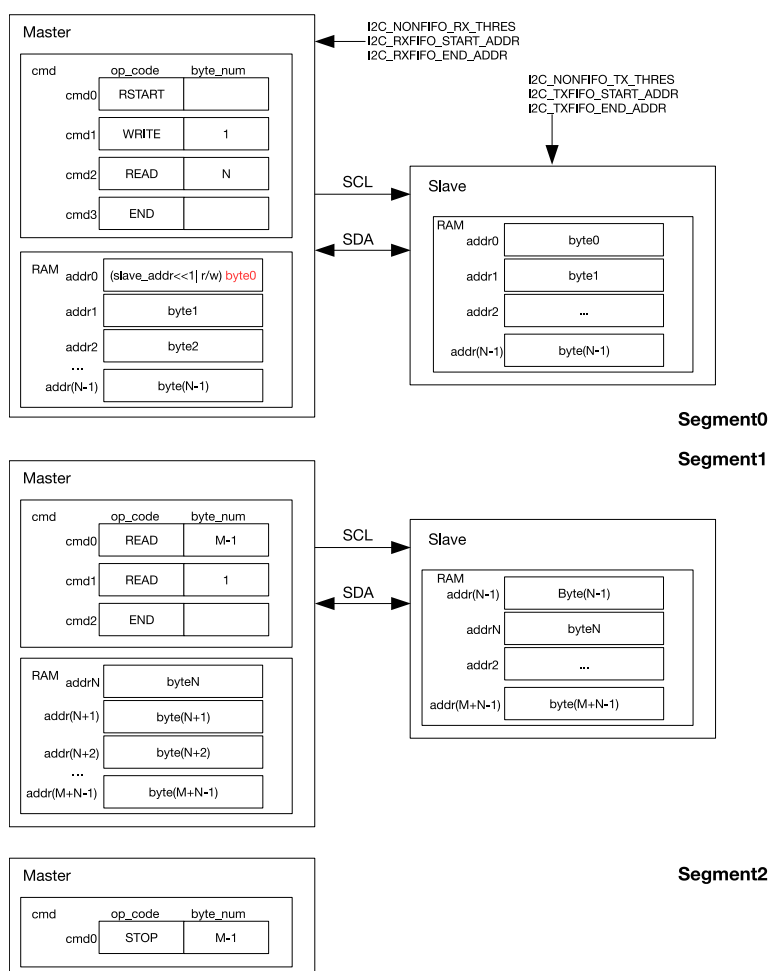 Master
I2C_NONFIFO_RX_THRES
I2C_RXFIFO_START_ADDR
I2C_RXFIFO_END_ADDR
cmd op_code byte_num
cmd0 RSTART
cmd1 WRITE 1
cmd2 READ N
cmd3 END
RAM
addr0 (slave_addr<<1| r/w) byte0
addr1 byte1
addr2 byte2
...
addr(N-1) byte(N-1)
SCL
SDA
I2C_NONFIFO_TX_THRES
I2C_TXFIFO_START_ADDR
I2C_TXFIFO_END_ADDR
Slave
RAM
addr0 byte0
addr1 byte1
addr2 ...
addr(N-1) byte(N-1)
Segment0
Segment1
Master
cmd op_code byte_num
cmd0 READ M-1
cmd1 READ 1
cmd2 END
RAM
addrN byteN
addr(N+1) byte(N+1)
addr(N+2) byte(N+2)
...
addr(M+N-1) byte(M+N-1)
SCL
SDA
Slave
RAM
addr(N-1) Byte(N-1)
addrN byteN
addr2 ...
addr(M+N-1) byte(M+N-1)
Segment2
Master
cmd op_code byte_num
cmd0 STOP M-1